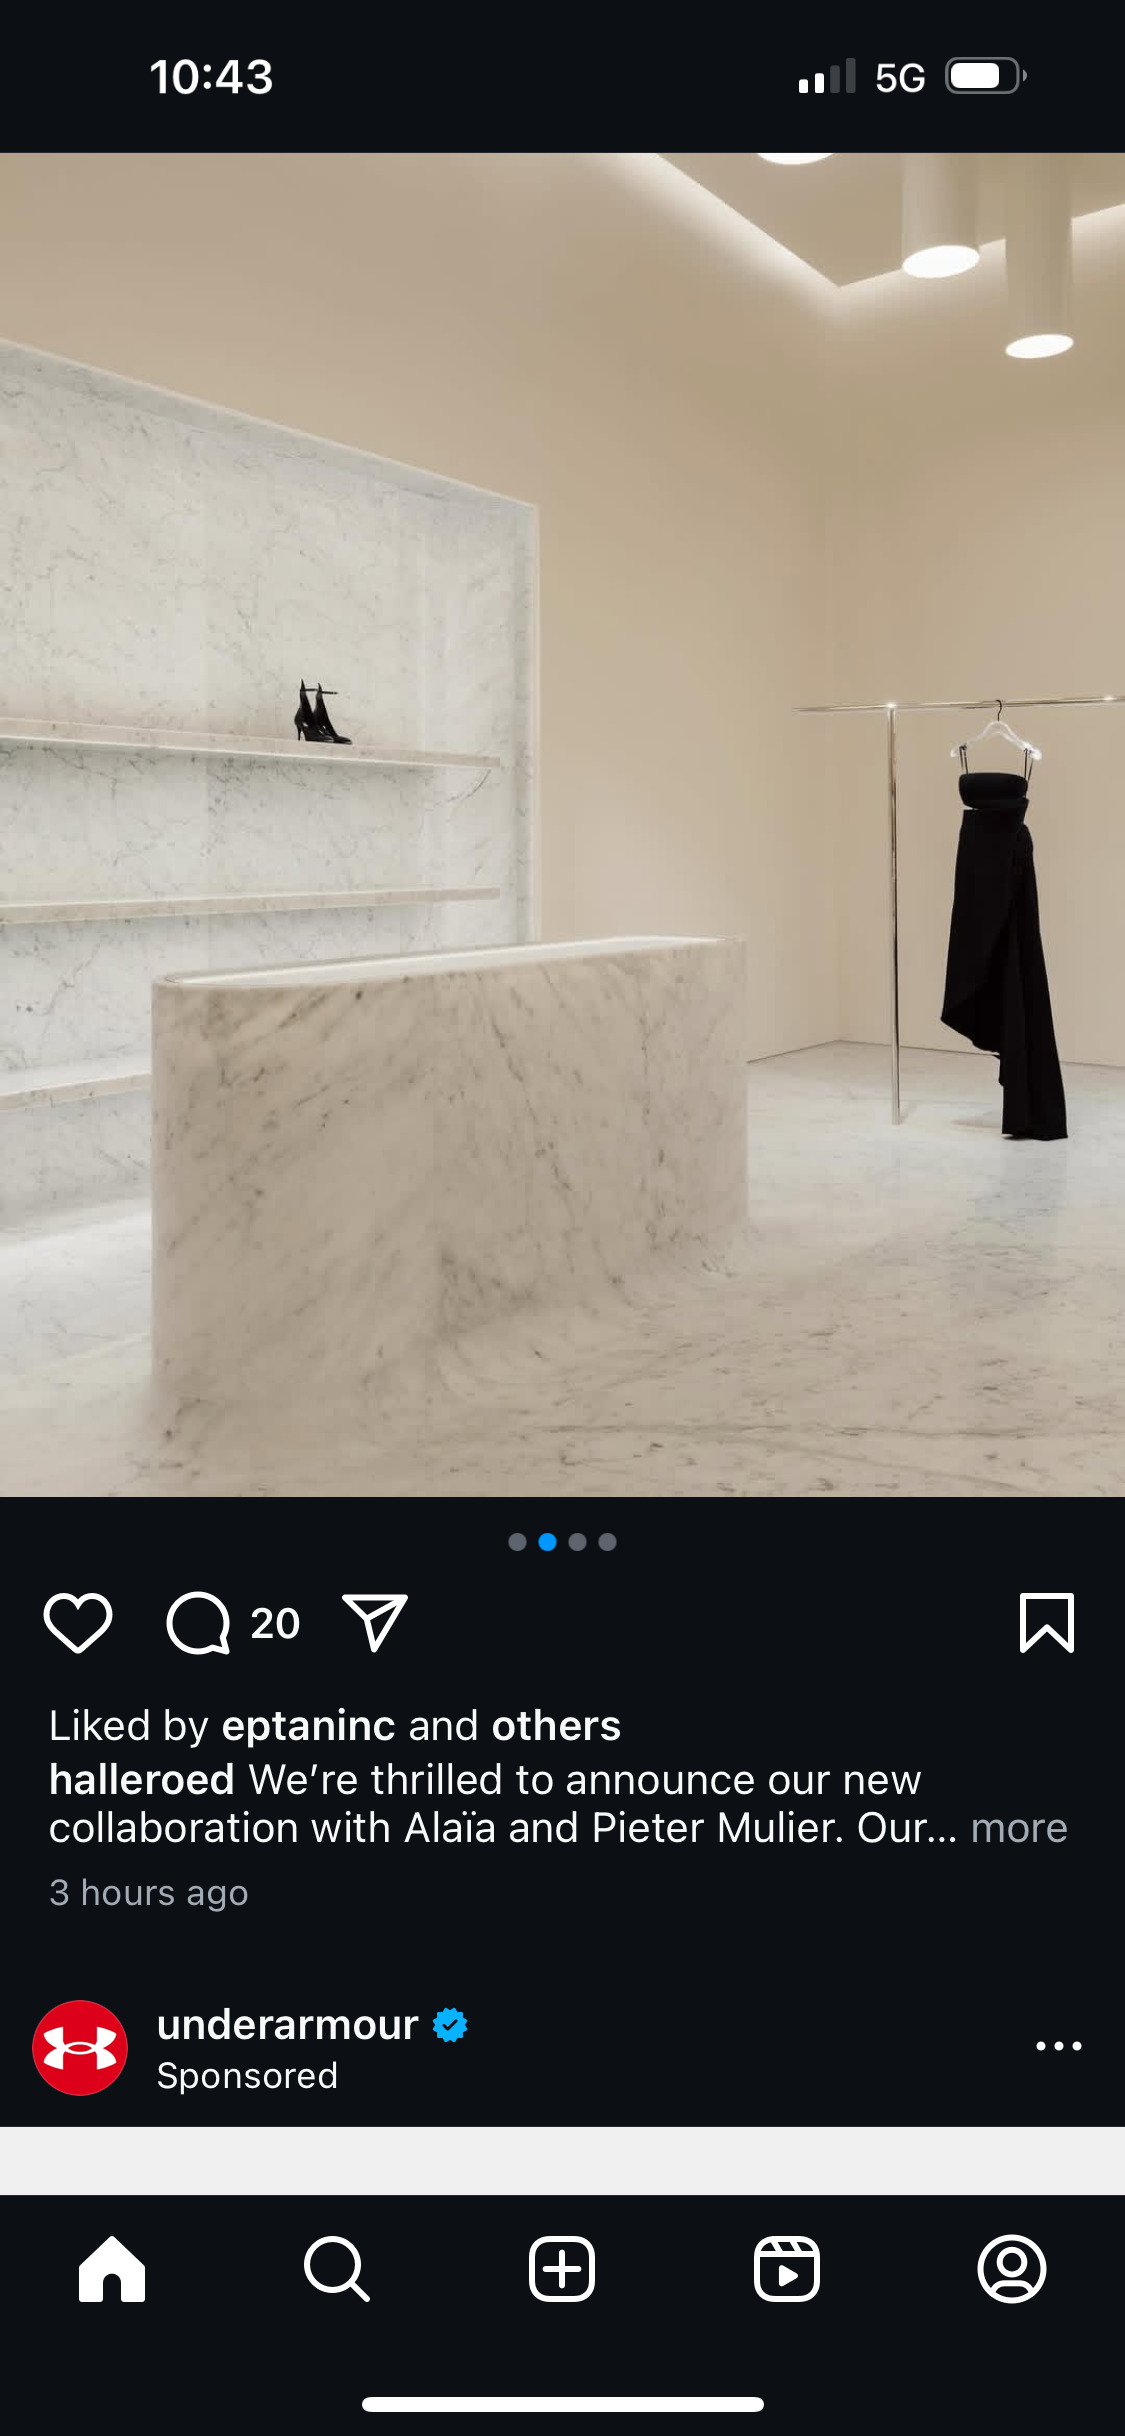 10:43 5G
20
Liked by eptaninc and others
halleroed We’re thrilled to announce our new
collaboration with Alaïa and Pieter Mulier. Our... more
3 hours ago
underarmour
Sponsored